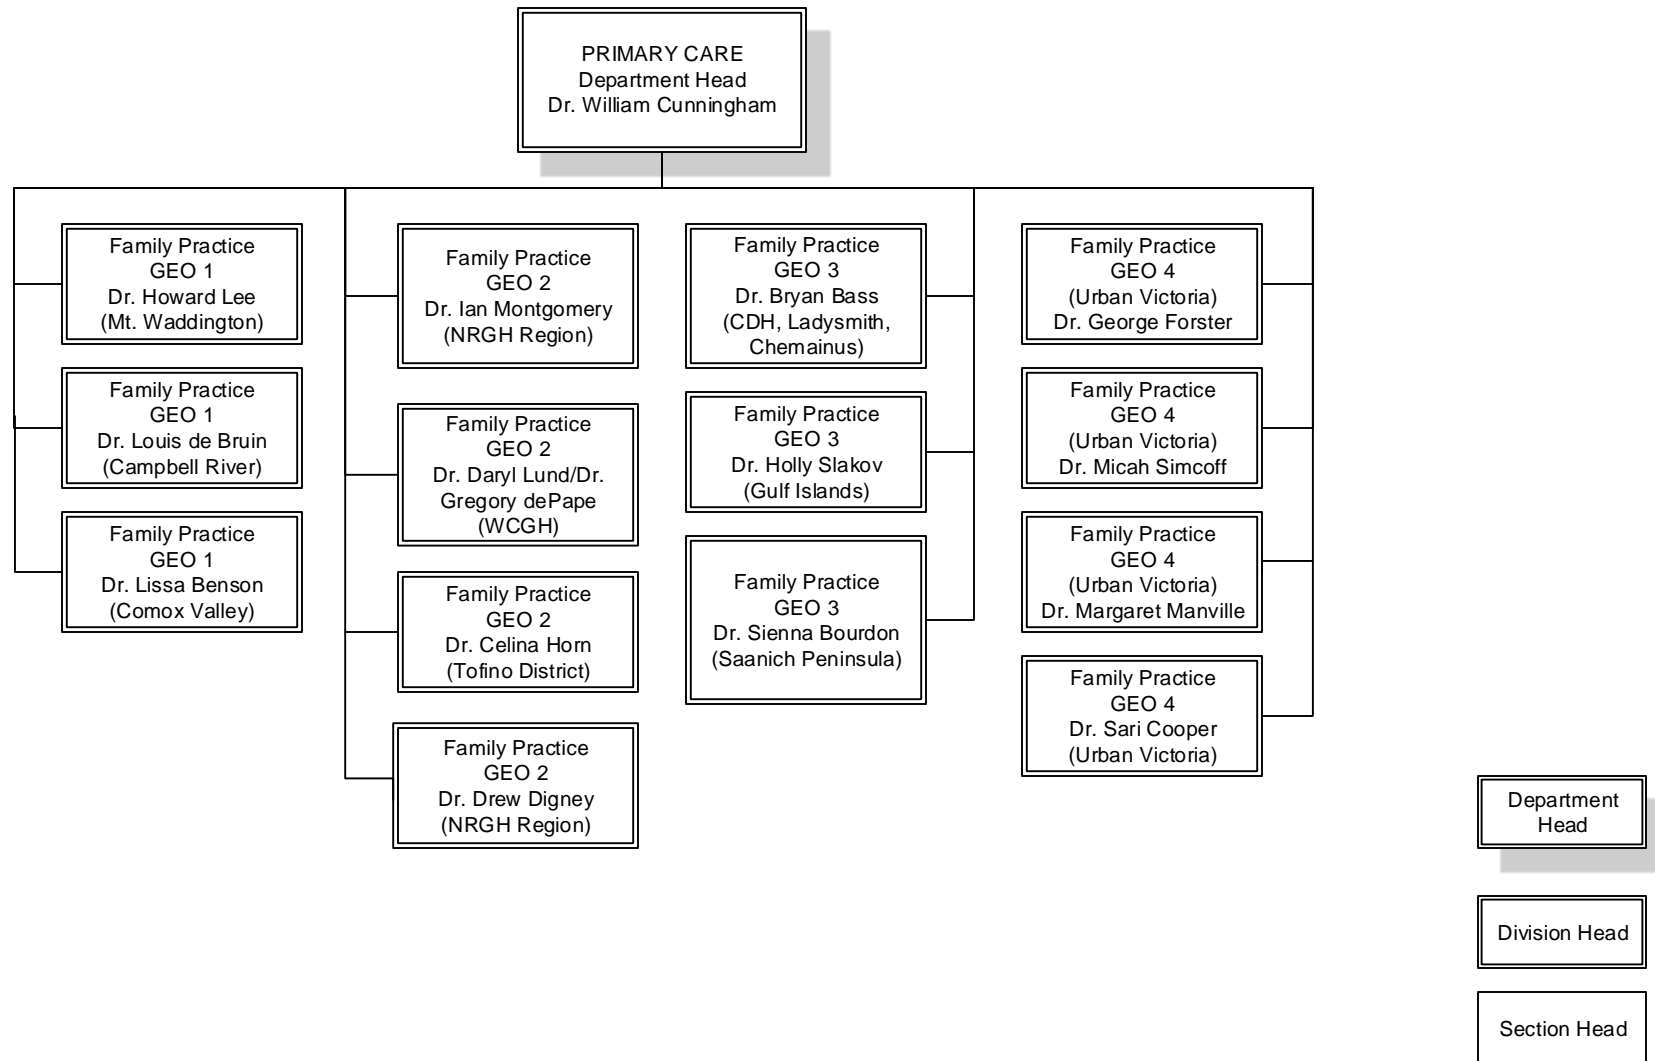 PRIMARY CARE
Department Head
Dr. William Cunningham
Family Practice
GEO 1
Dr. Howard Lee
(Mt. Waddington)
Family Practice
GEO 1
Dr. Louis de Bruin
(Campbell River)
Family Practice
GEO 1
Dr. Lissa Benson
(Comox Valley)
Family Practice
GEO 2
Dr. Ian Montgomery
(NRGH Region)
Family Practice
GEO 2
Dr. Daryl Lund/Dr.
Gregory dePape
(WCGH)
Family Practice
GEO 2
Dr. Celina Horn
(Tofino District)
Family Practice
GEO 2
Dr. Drew Digney
(NRGH Region)
Family Practice
GEO 3
Dr. Bryan Bass
(CDH, Ladysmith,
Chemainus)
Family Practice
GEO 3
Dr. Holly Slakov
(Gulf Islands)
Family Practice
GEO 3
Dr. Sienna Bourdon
(Saanich Peninsula)
Family Practice
GEO 4
(Urban Victoria)
Dr. George Forster
Family Practice
GEO 4
(Urban Victoria)
Dr. Micah Simcoff
Family Practice
GEO 4
(Urban Victoria)
Dr. Margaret Manville
Family Practice
GEO 4
Dr. Sari Cooper
(Urban Victoria)
Department
Head
Division Head
Section Head